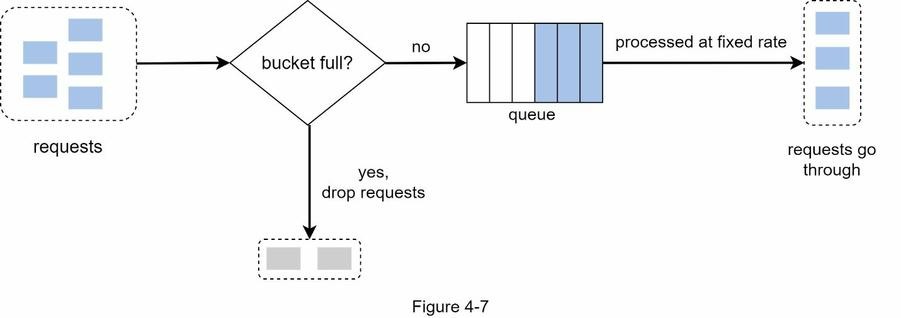 requests
bucket full?
no
queue
processed at fixed rate
requests go
through
yes,
drop requests
Figure 4-7